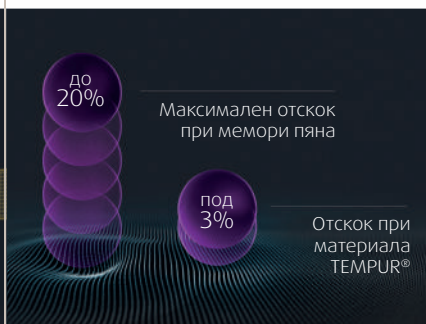 до
20%
Максимален отскок
при мемори пяна
под
3%
Отскок при
материала
TEMPUR®